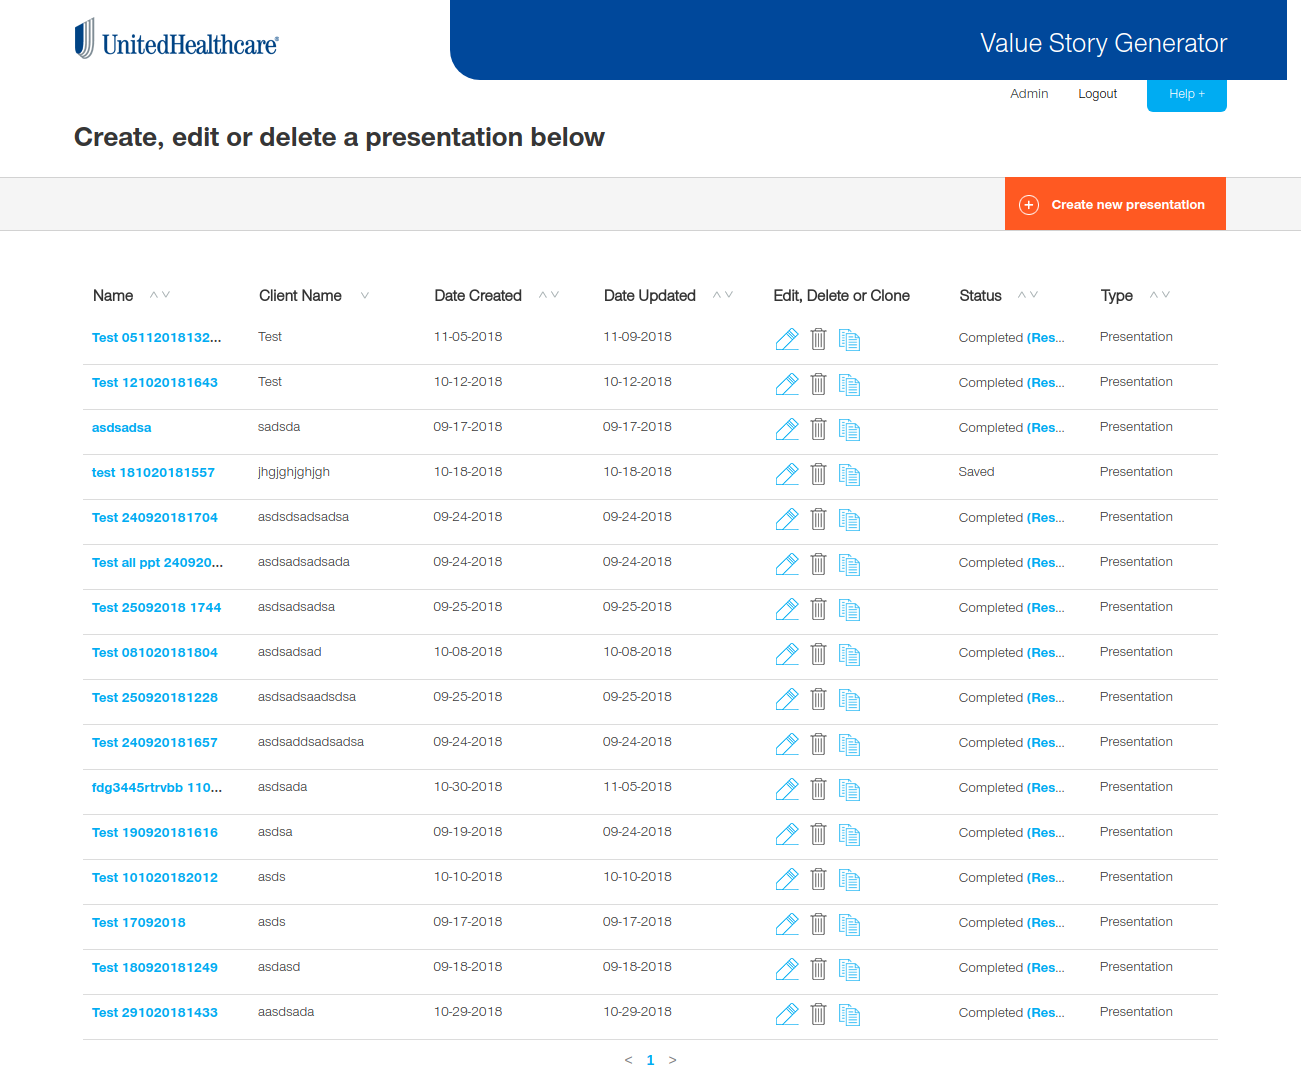 UnitedHealthcare®
Value Story Generator
Admin Logout Help +
Create, edit or delete a presentation below
Create new presentation
Name Client Name Date Created Date Updated Edit, Delete or Clone Status Type
Test 05112018132... Test 11-05-2018 11-09-2018 Completed (Res... Presentation
Test 121020181643 Test 10-12-2018 10-12-2018 Completed (Res... Presentation
asdsadsa sadsda 09-17-2018 09-17-2018 Completed (Res... Presentation
test 181020181557 jhgjghjghjgh 10-18-2018 10-18-2018 Saved Presentation
Test 240920181704 asdsdsadsadsa 09-24-2018 09-24-2018 Completed (Res... Presentation
Test all ppt 240920... asdsadsadsada 09-24-2018 09-24-2018 Completed (Res... Presentation
Test 25092018 1744 asdsadsadsa 09-25-2018 09-25-2018 Completed (Res... Presentation
Test 081020181804 asdsadsad 10-08-2018 10-08-2018 Completed (Res... Presentation
Test 250920181228 asdsadsaadsdsa 09-25-2018 09-25-2018 Completed (Res... Presentation
Test 240920181657 asdsaddsadsadsa 09-24-2018 09-24-2018 Completed (Res... Presentation
fdg3445rtrvbb 110... asdsada 10-30-2018 11-05-2018 Completed (Res... Presentation
Test 190920181616 asdsa 09-19-2018 09-24-2018 Completed (Res... Presentation
Test 101020182012 asds 10-10-2018 10-10-2018 Completed (Res... Presentation
Test 17092018 asds 09-17-2018 09-17-2018 Completed (Res... Presentation
Test 180920181249 asdasd 09-18-2018 09-18-2018 Completed (Res... Presentation
Test 291020181433 aasdsada 10-29-2018 10-29-2018 Completed (Res... Presentation
< 1 >